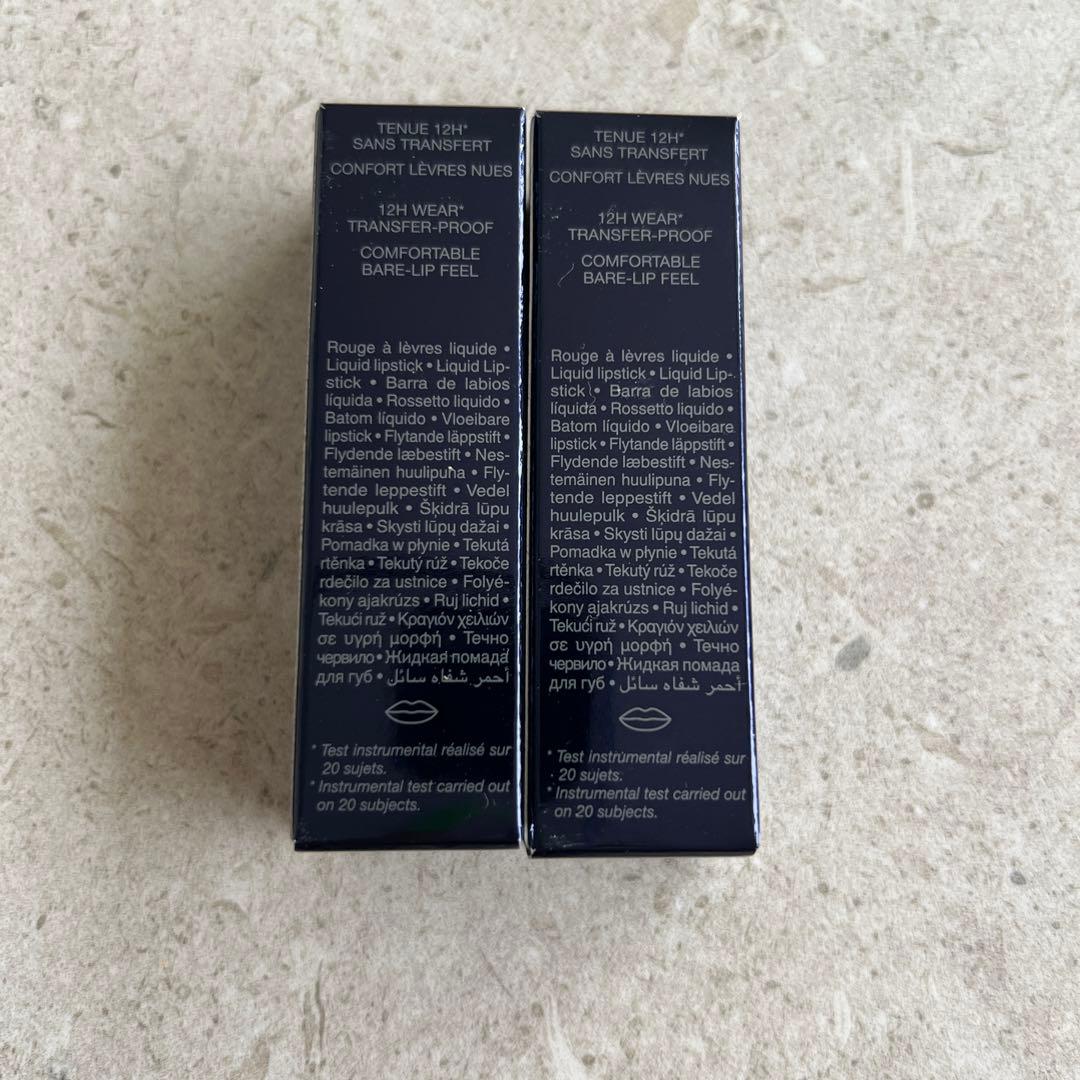 TENUE 12H*
SANS TRANSFERT
CONFORT LÈVRES NUES
12H WEAR*
TRANSFER-PROOF
COMFORTABLE
BARE-LIP FEEL
Rouge à lèvres liquide •
Liquid lipstick • Liquid Lip-
stick • Barra de labios
líquida • Rossetto liquido •
Batom líquido • Vloeibare
lipstick • Flytande läppstift •
Flydende læbestift • Nes-
temäinen huulipuna • Fly-
tende leppestift • Vedel
huulepulk • Šķidrā lūpu
krāsa • Skysti lūpų dažai •
Pomadka w płynie • Tekutá
rtěnka • Tekutý rúž • Tekoče
rdečilo za ustnice • Folyé-
kony ajakrúzs • Ruj lichid •
Tekući ruž • Κραγιόν χειλιών
σε υγρή μορφή • Течно
червило • Жидкая помада
для губ • أحمر شفاه سائل
* Test instrumental réalisé sur
20 sujets.
* Instrumental test carried out
on 20 subjects.
TENUE 12H*
SANS TRANSFERT
CONFORT LÈVRES NUES
12H WEAR*
TRANSFER-PROOF
COMFORTABLE
BARE-LIP FEEL
Rouge à lèvres liquide •
Liquid lipstick • Liquid Lip-
stick • Barra de labios
líquida • Rossetto liquido •
Batom líquido • Vloeibare
lipstick • Flytande läppstift •
Flydende læbestift • Nes-
temäinen huulipuna • Fly-
tende leppestift • Vedel
huulepulk • Šķidrā lūpu
krāsa • Skysti lūpų dažai •
Pomadka w płynie • Tekutá
rtěnka • Tekutý rúž • Tekoče
rdečilo za ustnice • Folyé-
kony ajakrúzs • Ruj lichid •
Tekući ruž • Κραγιόν χειλιών
σε υγρή μορφή • Течно
червило • Жидкая помада
для губ • أحمر شفاه سائل
* Test instrumental réalisé sur
20 sujets.
* Instrumental test carried out
on 20 subjects.